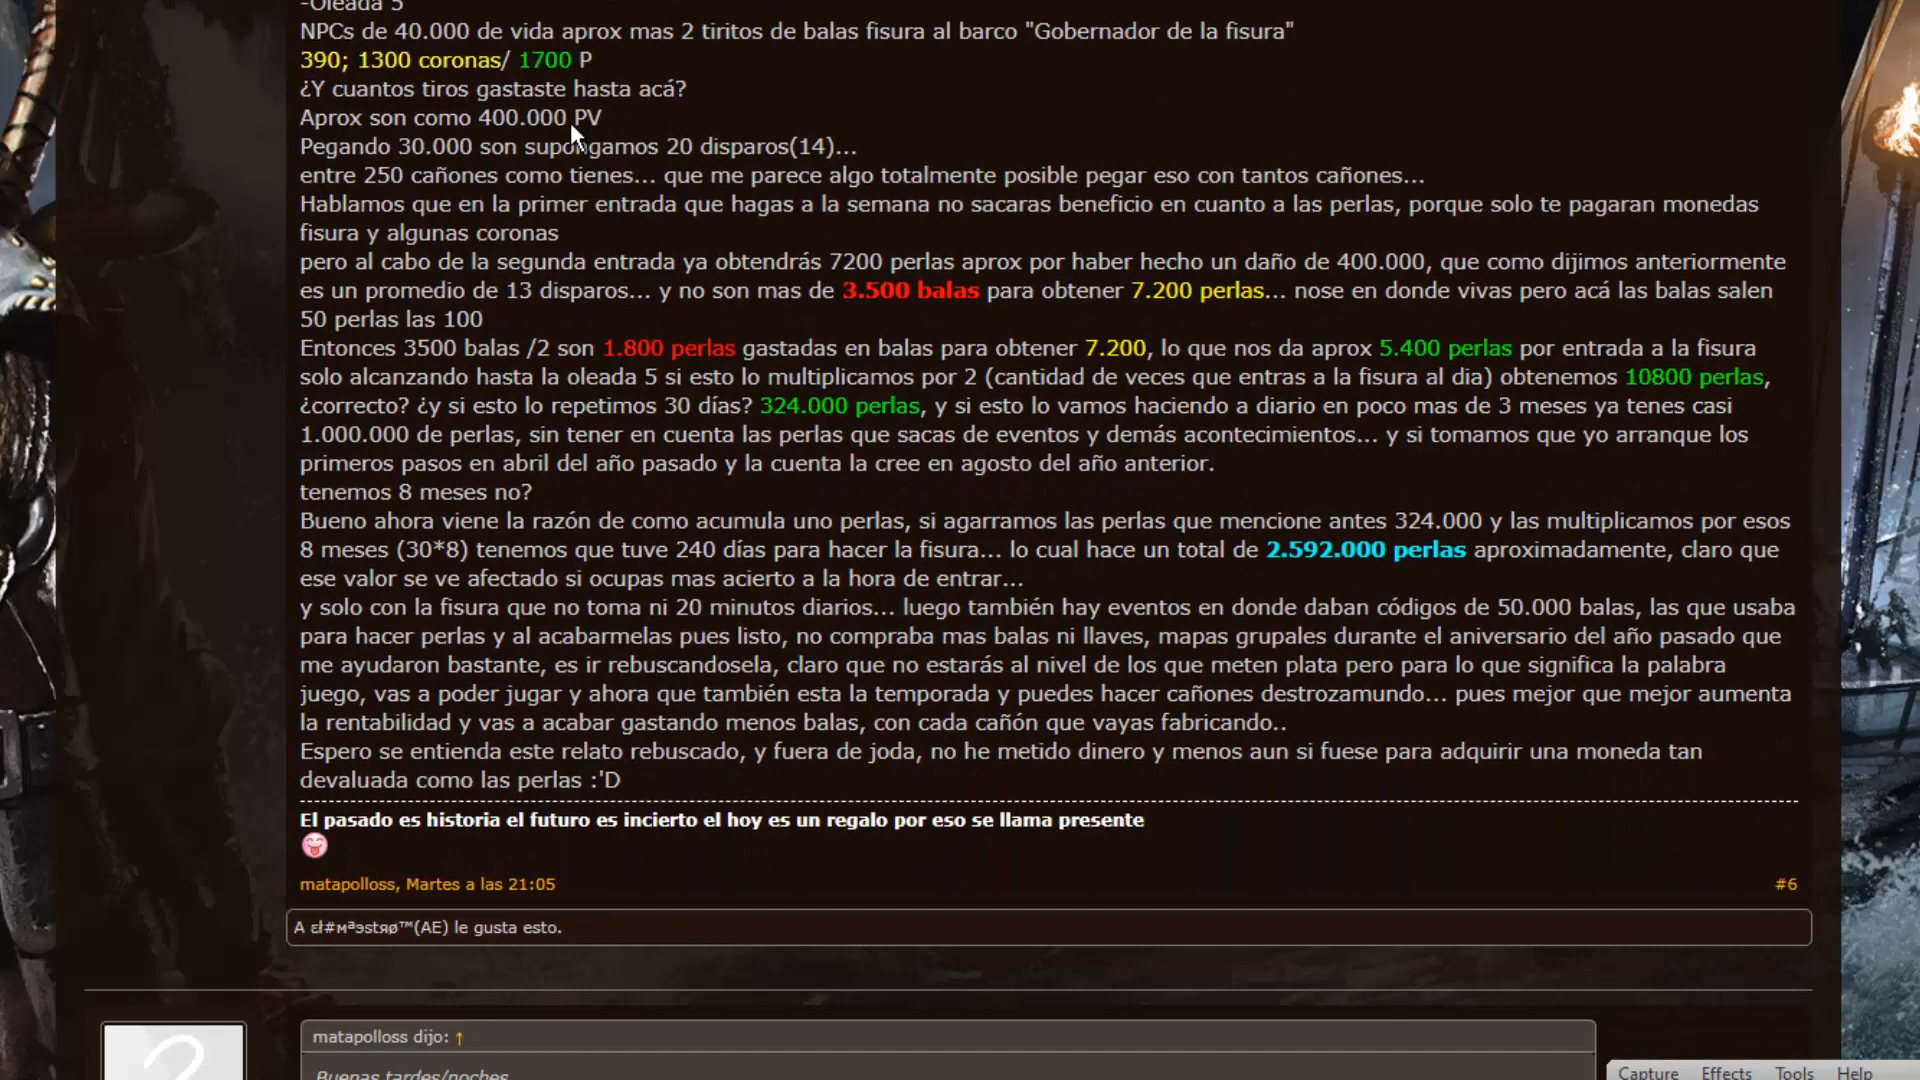 -Oleada 5
NPCs de 40.000 de vida aprox mas 2 tiritos de balas fisura al barco "Gobernador de la fisura"
390; 1300 coronas/ 1700 P
¿Y cuantos tiros gastaste hasta acá?
Aprox son como 400.000 PV
Pegando 30.000 son supongamos 20 disparos(14)...
entre 250 cañones como tienes... que me parece algo totalmente posible pegar eso con tantos cañones...
Hablamos que en la primer entrada que hagas a la semana no sacaras beneficio en cuanto a las perlas, porque solo te pagaran monedas
fisura y algunas coronas
pero al cabo de la segunda entrada ya obtendrás 7200 perlas aprox por haber hecho un daño de 400.000, que como dijimos anteriormente
es un promedio de 13 disparos... y no son mas de 3.500 balas para obtener 7.200 perlas... nose en donde vivas pero acá las balas salen
50 perlas las 100
Entonces 3500 balas /2 son 1.800 perlas gastadas en balas para obtener 7.200, lo que nos da aprox 5.400 perlas por entrada a la fisura
solo alcanzando hasta la oleada 5 si esto lo multiplicamos por 2 (cantidad de veces que entras a la fisura al dia) obtenemos 10800 perlas,
¿correcto? ¿y si esto lo repetimos 30 días? 324.000 perlas, y si esto lo vamos haciendo a diario en poco mas de 3 meses ya tenes casi
1.000.000 de perlas, sin tener en cuenta las perlas que sacas de eventos y demás acontecimientos... y si tomamos que yo arranque los
primeros pasos en abril del año pasado y la cuenta la cree en agosto del año anterior.
tenemos 8 meses no?
Bueno ahora viene la razón de como acumula uno perlas, si agarramos las perlas que mencione antes 324.000 y las multiplicamos por esos
8 meses (30*8) tenemos que tuve 240 días para hacer la fisura... lo cual hace un total de 2.592.000 perlas aproximadamente, claro que
ese valor se ve afectado si ocupas mas acierto a la hora de entrar...
y solo con la fisura que no toma ni 20 minutos diarios... luego también hay eventos en donde daban códigos de 50.000 balas, las que usaba
para hacer perlas y al acabarmelas pues listo, no compraba mas balas ni llaves, mapas grupales durante el aniversario del año pasado que
me ayudaron bastante, es ir rebuscandosela, claro que no estarás al nivel de los que meten plata pero para lo que significa la palabra
juego, vas a poder jugar y ahora que también esta la temporada y puedes hacer cañones destrozamundo... pues mejor que mejor aumenta
la rentabilidad y vas a acabar gastando menos balas, con cada cañón que vayas fabricando..
Espero se entienda este relato rebuscado, y fuera de joda, no he metido dinero y menos aun si fuese para adquirir una moneda tan
devaluada como las perlas :'D
El pasado es historia el futuro es incierto el hoy es un regalo por eso se llama presente
matapolloss, Martes a las 21:05
#6
A εł#мªэstяø™(AE) le gusta esto.
matapolloss dijo: ↑
Buenas tardes/noches
Capture Effects Tools Help